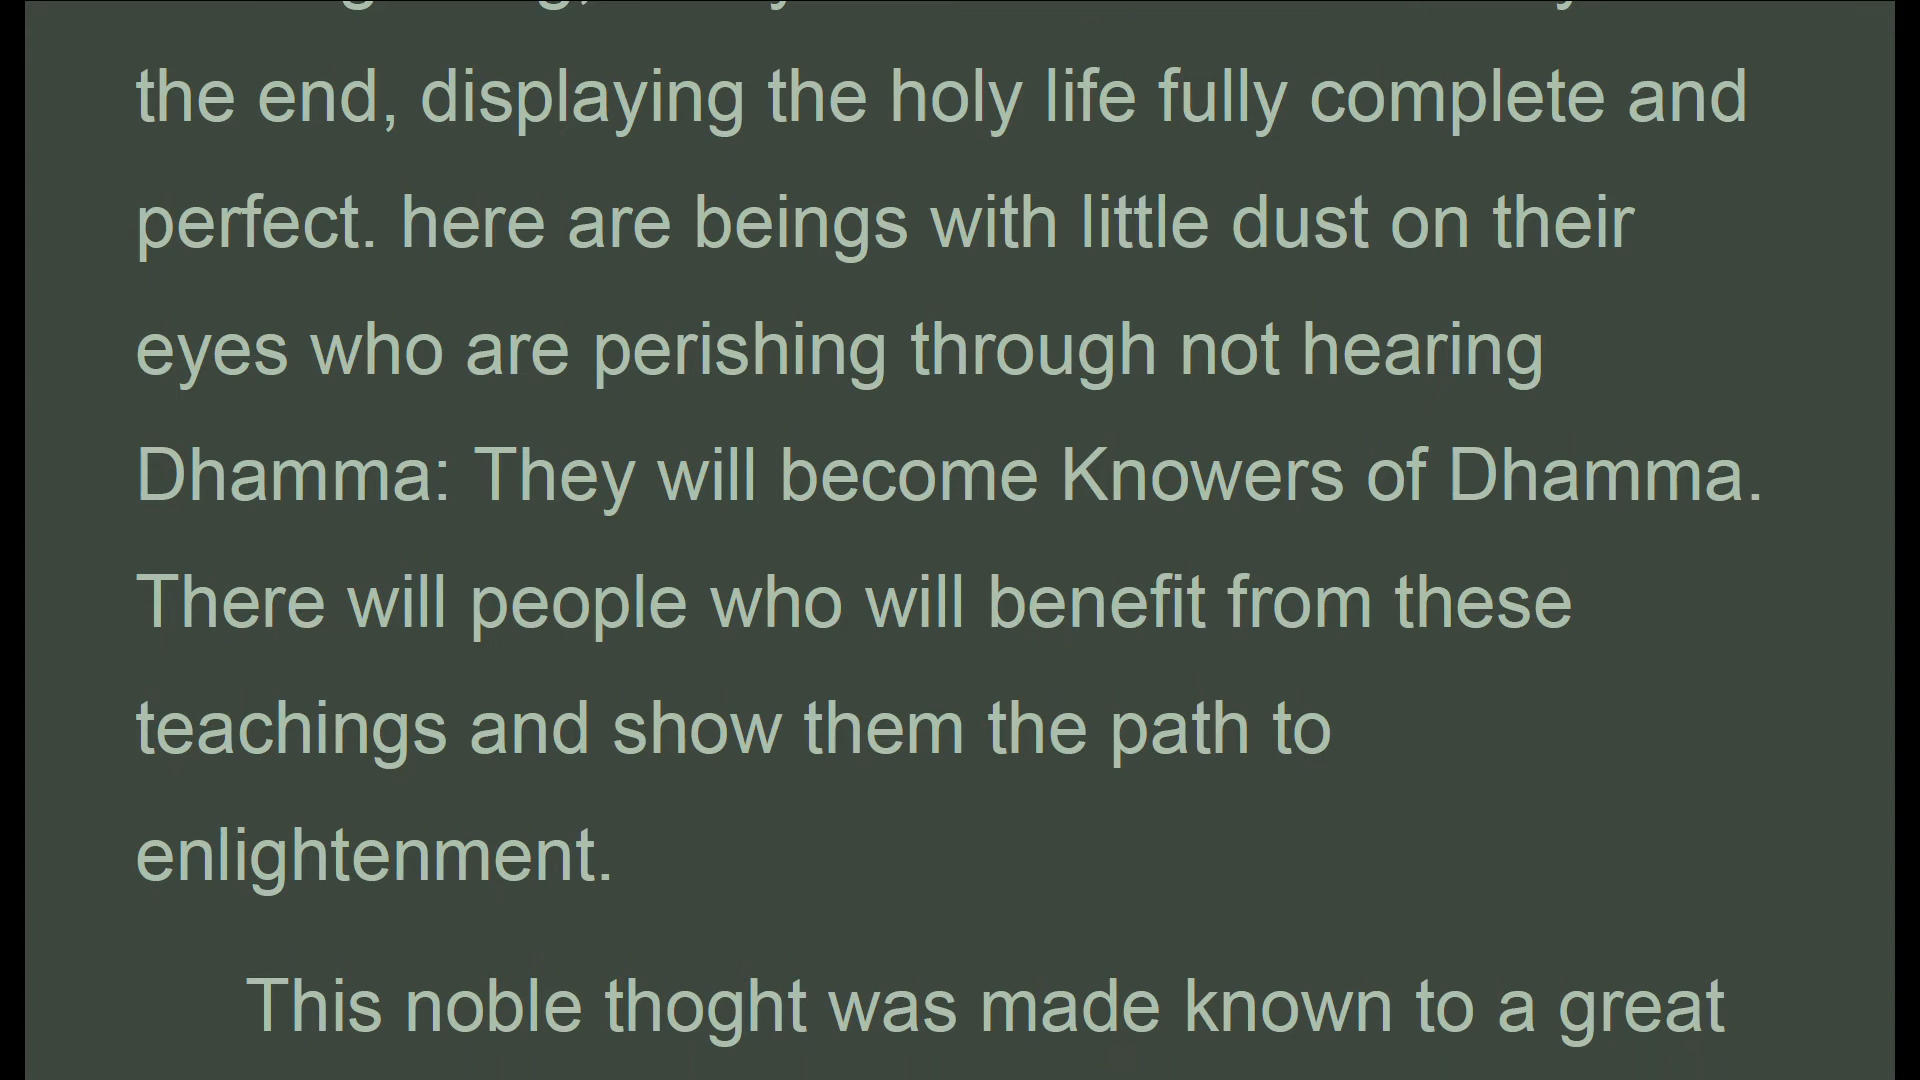 the end, displaying the holy life fully complete and
perfect. here are beings with little dust on their
eyes who are perishing through not hearing
Dhamma: They will become Knowers of Dhamma.
There will people who will benefit from these
teachings and show them the path to
enlightenment.
This noble thoght was made known to a great